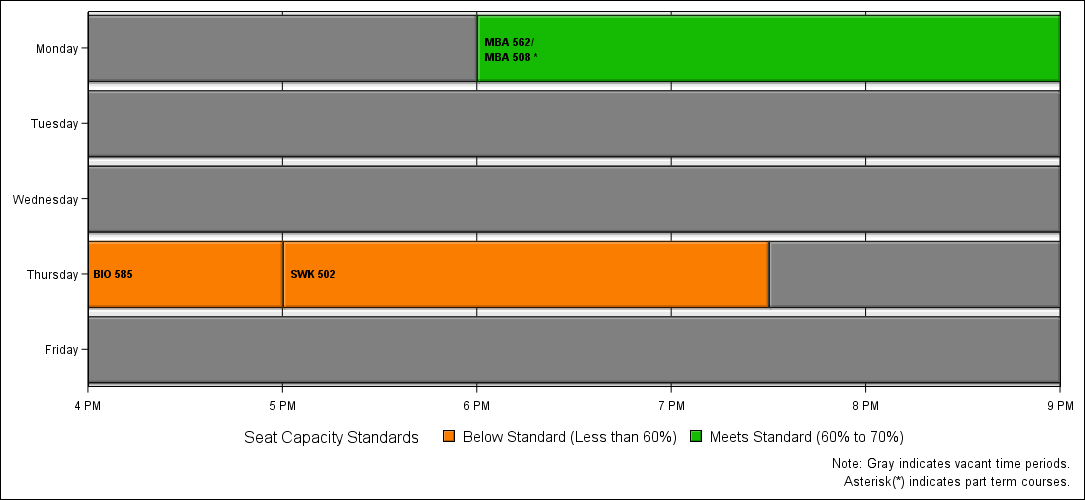 Monday
MBA 562/
MBA 508 *
Tuesday
Wednesday
Thursday
BIO 585
SWK 502
Friday
4 PM
5 PM
6 PM
7 PM
8 PM
9 PM
Seat Capacity Standards
Below Standard (Less than 60%)
Meets Standard (60% to 70%)
Note: Gray indicates vacant time periods.
Asterisk(*) indicates part term courses.